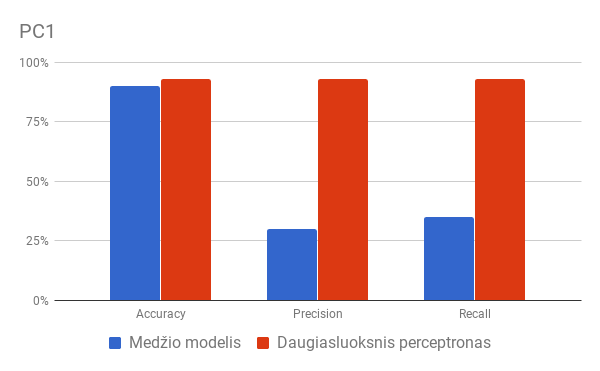 PC1
100%
75%
50%
25%
0%
Accuracy Precision Recall
Medžio modelis Daugiasluoksnis perceptronas